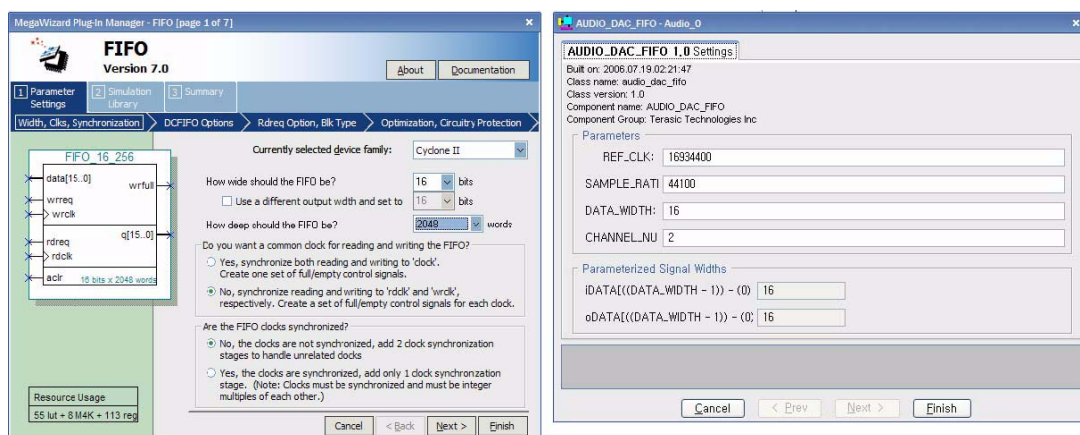 MegaWizard Plug-In Manager - FIFO [page 1 of 7]
FIFO
Version 7.0
About
Documentation
1 Parameter Settings
2 Simulation Library
3 Summary
Width, Clks, Synchronization
DCFIFO Options
Rdreq Option, Blk Type
Optimization, Circuitry Protection
FIFO_16_256
data[15..0]
wrfull
wrreq
wrclk
rdreq
q[15..0]
rdclk
aclr
16 bits x 2048 words
Currently selected device family: Cyclone II
How wide should the FIFO be? 16 bits
Use a different output width and set to 16 bits
How deep should the FIFO be? 2048 words
Do you want a common clock for reading and writing the FIFO?
Yes, synchronize both reading and writing to 'clock'.
Create one set of full/empty control signals.
No, synchronize reading and writing to 'rdclk' and 'wrclk',
respectively. Create a set of full/empty control signals for each clock.
Are the FIFO clocks synchronized?
No, the clocks are not synchronized, add 2 clock synchronization
stages to handle unrelated clocks
Yes, the clocks are synchronized, add only 1 clock synchronzation
stage. (Note: Clocks must be synchronized and must be integer
multiples of each other.)
Resource Usage
55 lut + 8 M4K + 113 reg
Cancel
< Back
Next >
Finish
AUDIO_DAC_FIFO - Audio_0
AUDIO_DAC_FIFO 1.0 Settings
Built on: 2006.07.19.02:21:47
Class name: audio_dac_fifo
Class version: 1.0
Component name: AUDIO_DAC_FIFO
Component Group: Terasic Technologies Inc
Parameters
REF_CLK: 16934400
SAMPLE_RATI 44100
DATA_WIDTH: 16
CHANNEL_NU 2
Parameterized Signal Widths
iDATA[((DATA_WIDTH - 1)) - (0) 16
oDATA[((DATA_WIDTH - 1)) - (0; 16
Cancel
< Prev
Next >
Finish